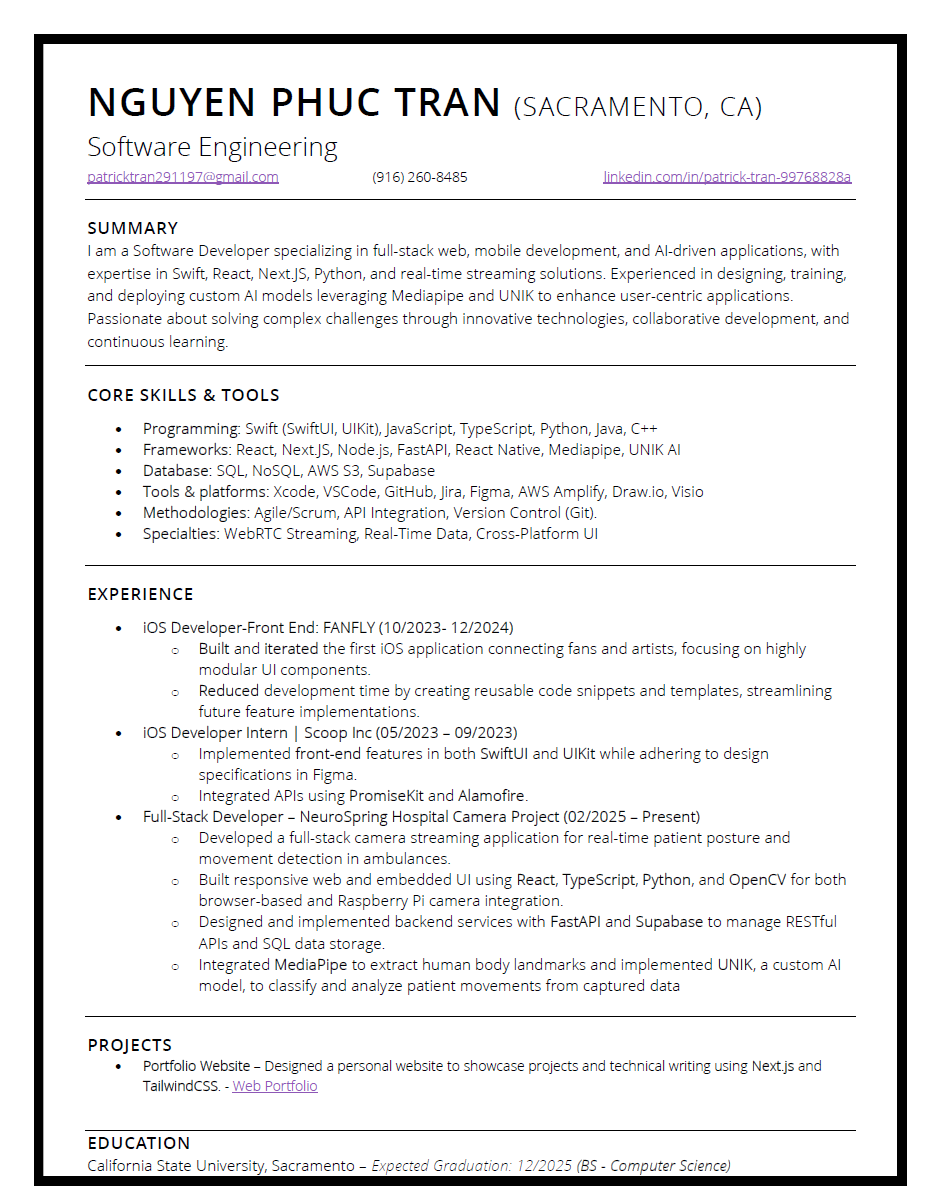 NGUYEN PHUC TRAN (SACRAMENTO, CA)
Software Engineering
patricktran291197@gmail.com (916) 260-8485 linkedin.com/in/patrick-tran-99768828a
SUMMARY
I am a Software Developer specializing in full-stack web, mobile development, and AI-driven applications, with
expertise in Swift, React, Next.JS, Python, and real-time streaming solutions. Experienced in designing, training,
and deploying custom AI models leveraging Mediapipe and UNIK to enhance user-centric applications.
Passionate about solving complex challenges through innovative technologies, collaborative development, and
continuous learning.
CORE SKILLS & TOOLS
• Programming: Swift (SwiftUI, UIKit), JavaScript, TypeScript, Python, Java, C++
• Frameworks: React, Next.JS, Node.js, FastAPI, React Native, Mediapipe, UNIK AI
• Database: SQL, NoSQL, AWS S3, Supabase
• Tools & platforms: Xcode, VSCode, GitHub, Jira, Figma, AWS Amplify, Draw.io, Visio
• Methodologies: Agile/Scrum, API Integration, Version Control (Git).
• Specialties: WebRTC Streaming, Real-Time Data, Cross-Platform UI
EXPERIENCE
• iOS Developer-Front End: FANFLY (10/2023- 12/2024)
○ Built and iterated the first iOS application connecting fans and artists, focusing on highly
modular UI components.
○ Reduced development time by creating reusable code snippets and templates, streamlining
future feature implementations.
• iOS Developer Intern | Scoop Inc (05/2023 – 09/2023)
○ Implemented front-end features in both SwiftUI and UIKit while adhering to design
specifications in Figma.
○ Integrated APIs using PromiseKit and Alamofire.
• Full-Stack Developer – NeuroSpring Hospital Camera Project (02/2025 – Present)
○ Developed a full-stack camera streaming application for real-time patient posture and
movement detection in ambulances.
○ Built responsive web and embedded UI using React, TypeScript, Python, and OpenCV for both
browser-based and Raspberry Pi camera integration.
○ Designed and implemented backend services with FastAPI and Supabase to manage RESTful
APIs and SQL data storage.
○ Integrated MediaPipe to extract human body landmarks and implemented UNIK, a custom AI
model, to classify and analyze patient movements from captured data
PROJECTS
• Portfolio Website – Designed a personal website to showcase projects and technical writing using Next.js and
TailwindCSS. - Web Portfolio
EDUCATION
California State University, Sacramento – Expected Graduation: 12/2025 (BS - Computer Science)